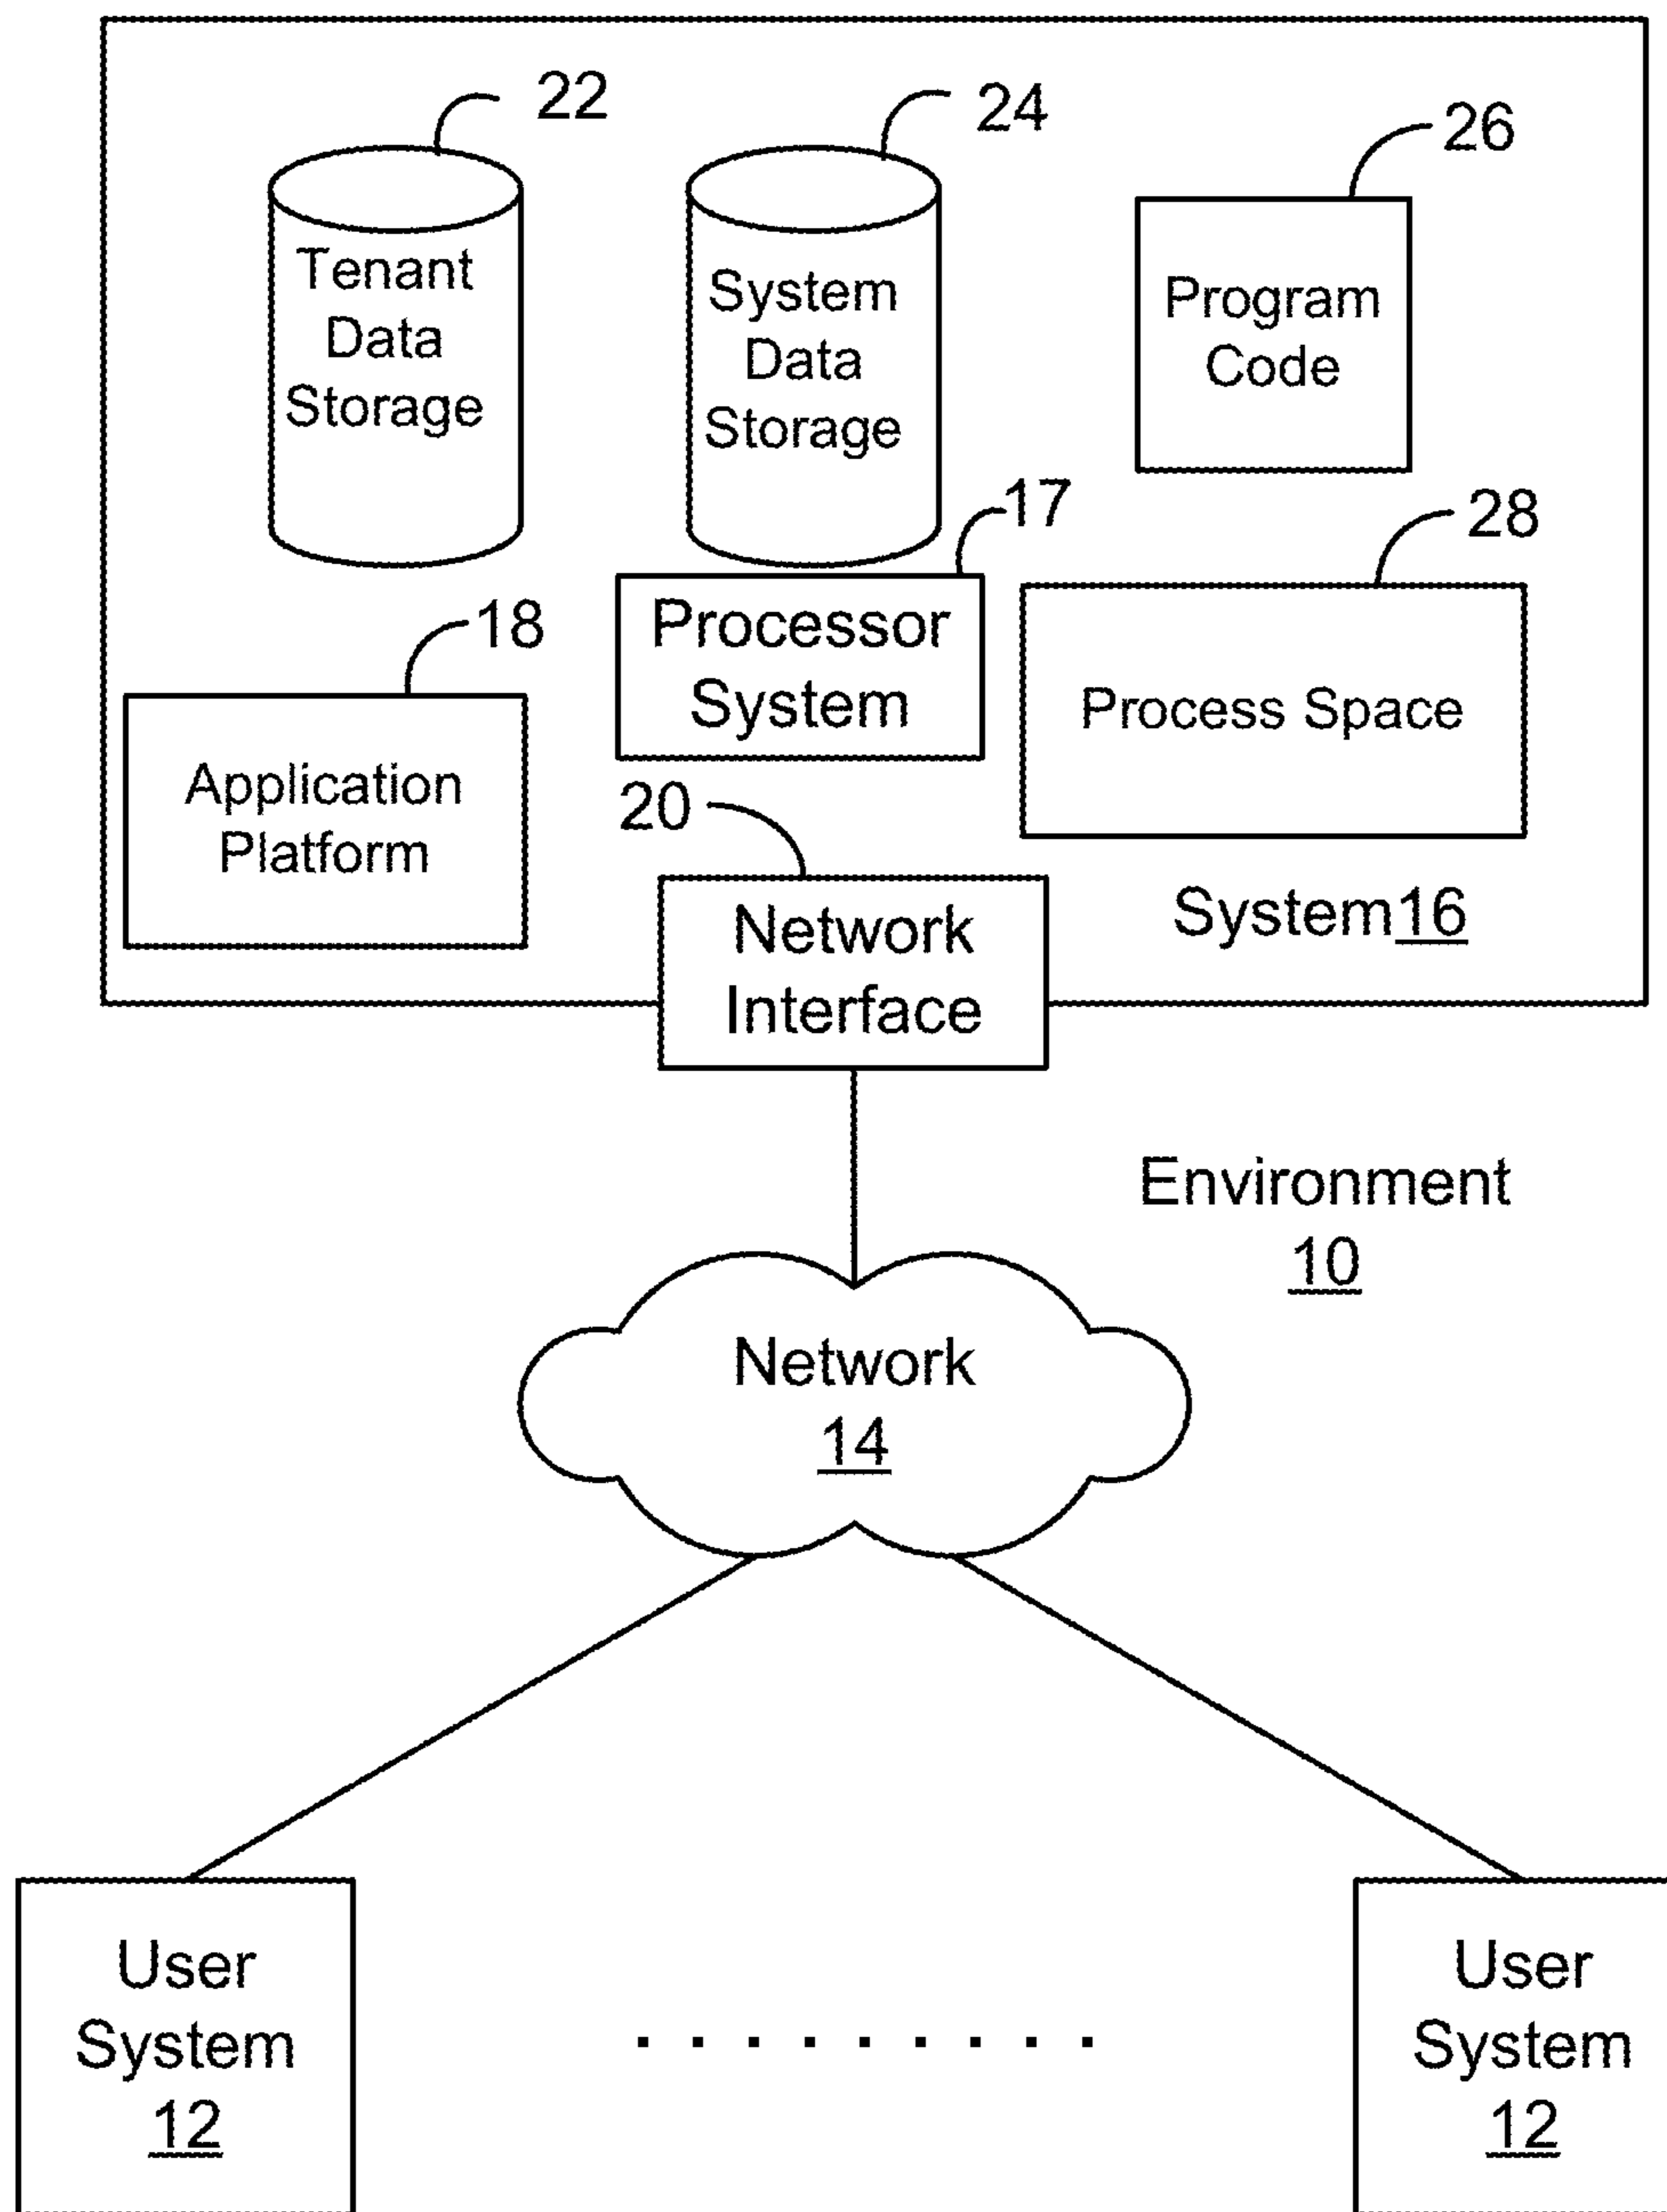 22
24
26
Tenant
Data
Storage
System
Data
Storage
Program
Code
17
28
18
Processor
System
Process Space
Application
Platform
20
Network
Interface
System16
Environment
10
Network
14
User
System
12
. . . . . . . . .
User
System
12